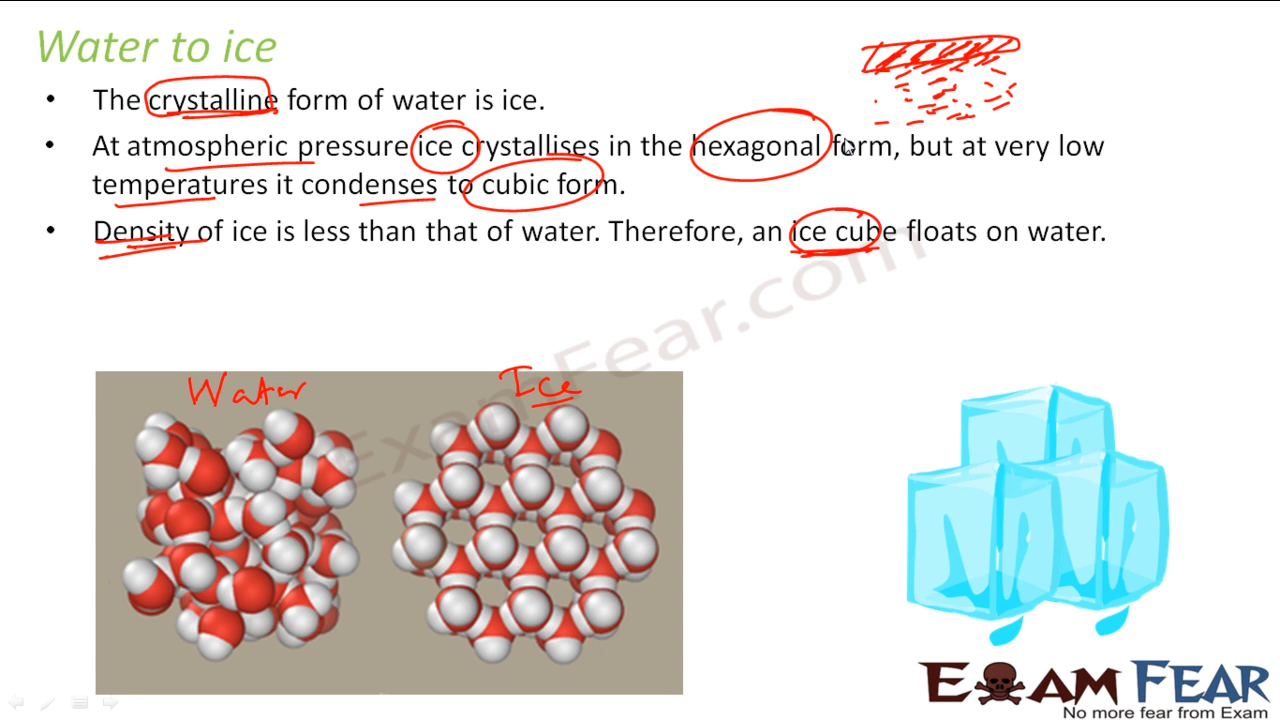 Water to ice
• The crystalline form of water is ice.
• At atmospheric pressure ice crystallises in the hexagonal form, but at very low
temperatures it condenses to cubic form.
• Density of ice is less than that of water. Therefore, an ice cube floats on water.
ExamFear.com
Water
Ice
EXAM FEAR
No more fear from Exam